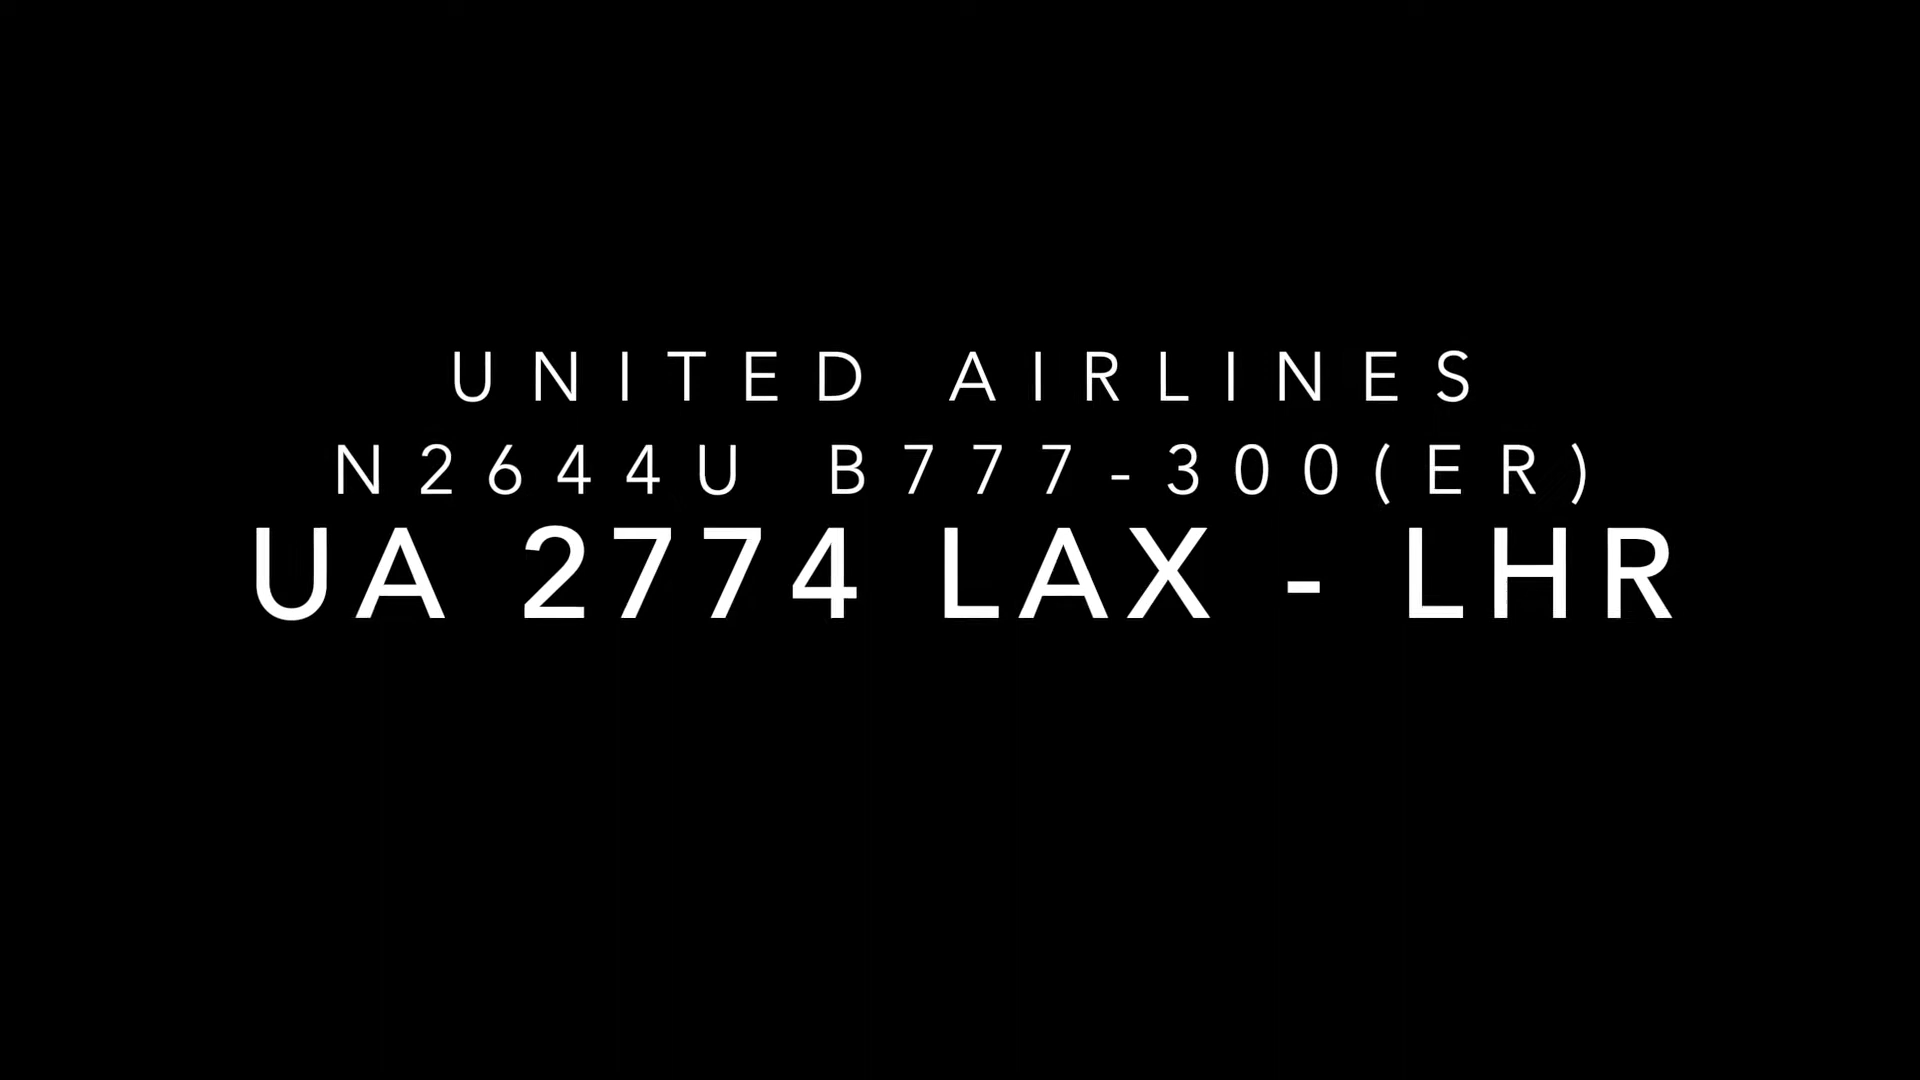 UNITED AIRLINES
N2644U B777-300(ER)
UA 2774 LAX - LHR